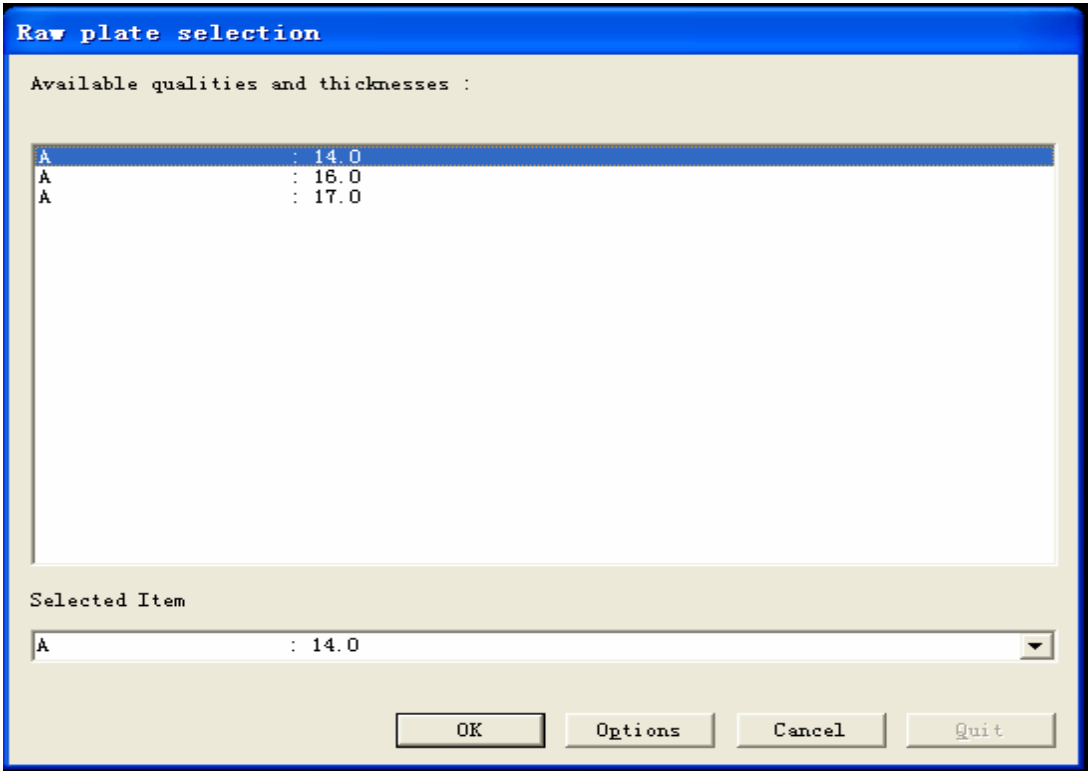 Raw plate selection
Available qualities and thicknesses :
A : 14.0
A : 16.0
A : 17.0
Selected Item
A : 14.0
OK Options Cancel Quit